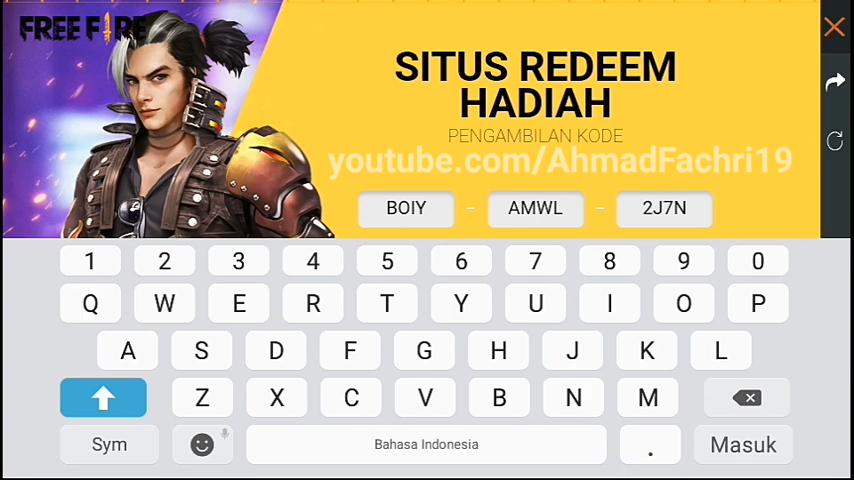 FREE FIRE
SITUS REDEEM
HADIAH
PENGAMBILAN KODE
youtube.com/AhmadFachri19
BOIY - AMWL - 2J7N
1 2 3 4 5 6 7 8 9 0
Q W E R T Y U I O P
A S D F G H J K L
Z X C V B N M
Sym Bahasa Indonesia . Masuk